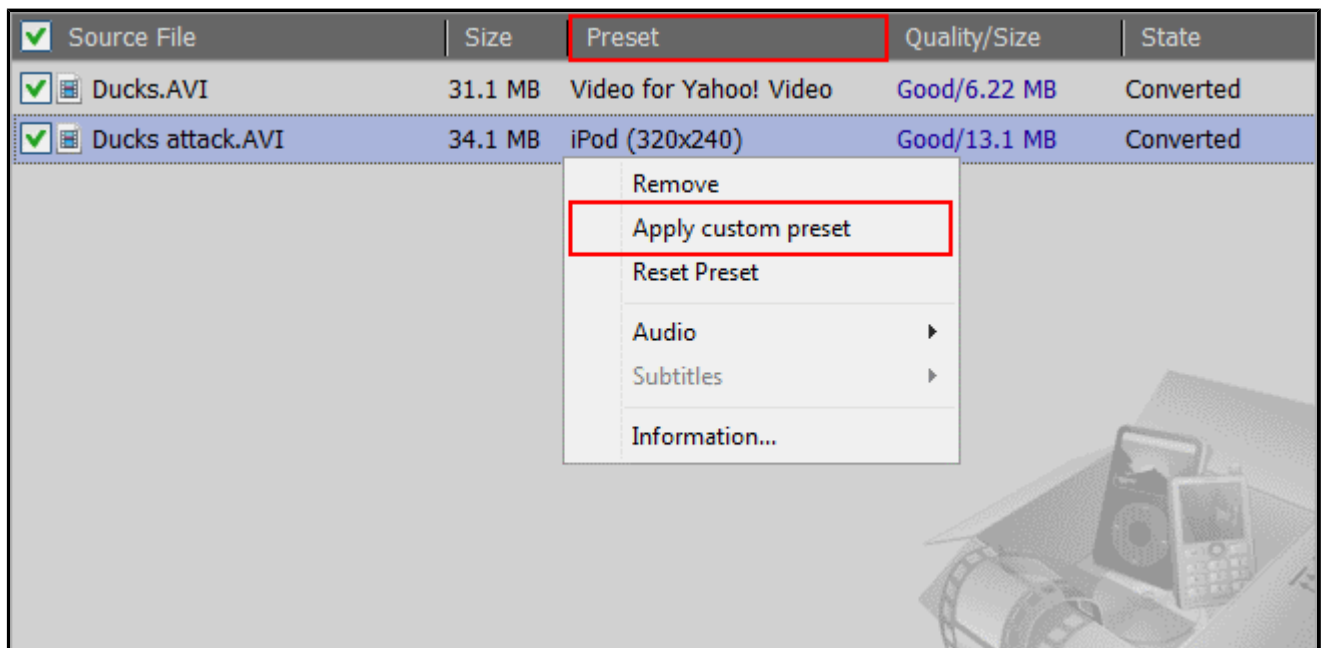 Source File Size Preset Quality/Size State
Ducks.AVI 31.1 MB Video for Yahoo! Video Good/6.22 MB Converted
Ducks attack.AVI 34.1 MB iPod (320x240) Good/13.1 MB Converted
Remove
Apply custom preset
Reset Preset
Audio
Subtitles
Information...